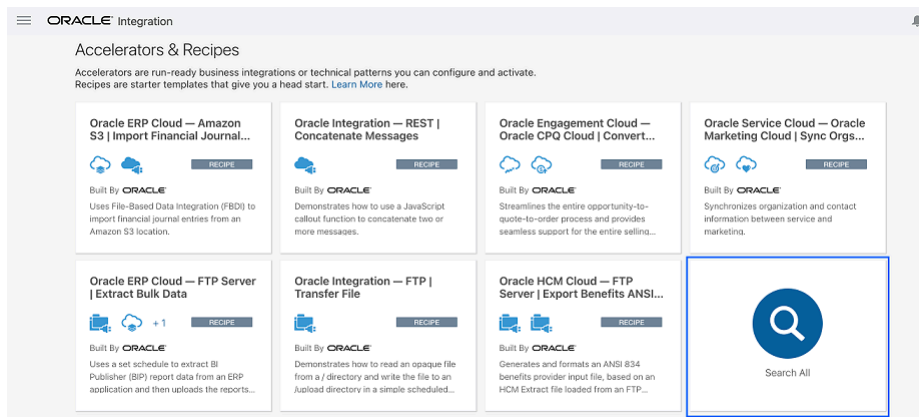 ORACLE Integration
Accelerators & Recipes
Accelerators are run-ready business integrations or technical patterns you can configure and activate.
Recipes are starter templates that give you a head start. Learn More here.
Oracle ERP Cloud — Amazon
S3 | Import Financial Journal...
RECIPE
Built By ORACLE
Uses File-Based Data Integration (FBDI) to
import financial journal entries from an
Amazon S3 location.
Oracle Integration — REST |
Concatenate Messages
RECIPE
Built By ORACLE
Demonstrates how to use a JavaScript
callout function to concatenate two or
more messages.
Oracle Engagement Cloud —
Oracle CPQ Cloud | Convert...
RECIPE
Built By ORACLE
Streamlines the entire opportunity-to-
quote-to-order process and provides
seamless support for the entire selling...
Oracle Service Cloud — Oracle
Marketing Cloud | Sync Orgs...
RECIPE
Built By ORACLE
Synchronizes organization and contact
information between service and
marketing.
Oracle ERP Cloud — FTP Server
| Extract Bulk Data
+1
RECIPE
Built By ORACLE
Uses a set schedule to extract BI
Publisher (BIP) report data from an ERP
application and then uploads the reports...
Oracle Integration — FTP |
Transfer File
RECIPE
Built By ORACLE
Demonstrates how to read an opaque file
from a / directory and write the file to an
/upload directory in a simple scheduled...
Oracle HCM Cloud — FTP
Server | Export Benefits ANSI...
RECIPE
Built By ORACLE
Generates and formats an ANSI 834
benefits provider input file, based on an
HCM Extract file loaded from an FTP...
Search All